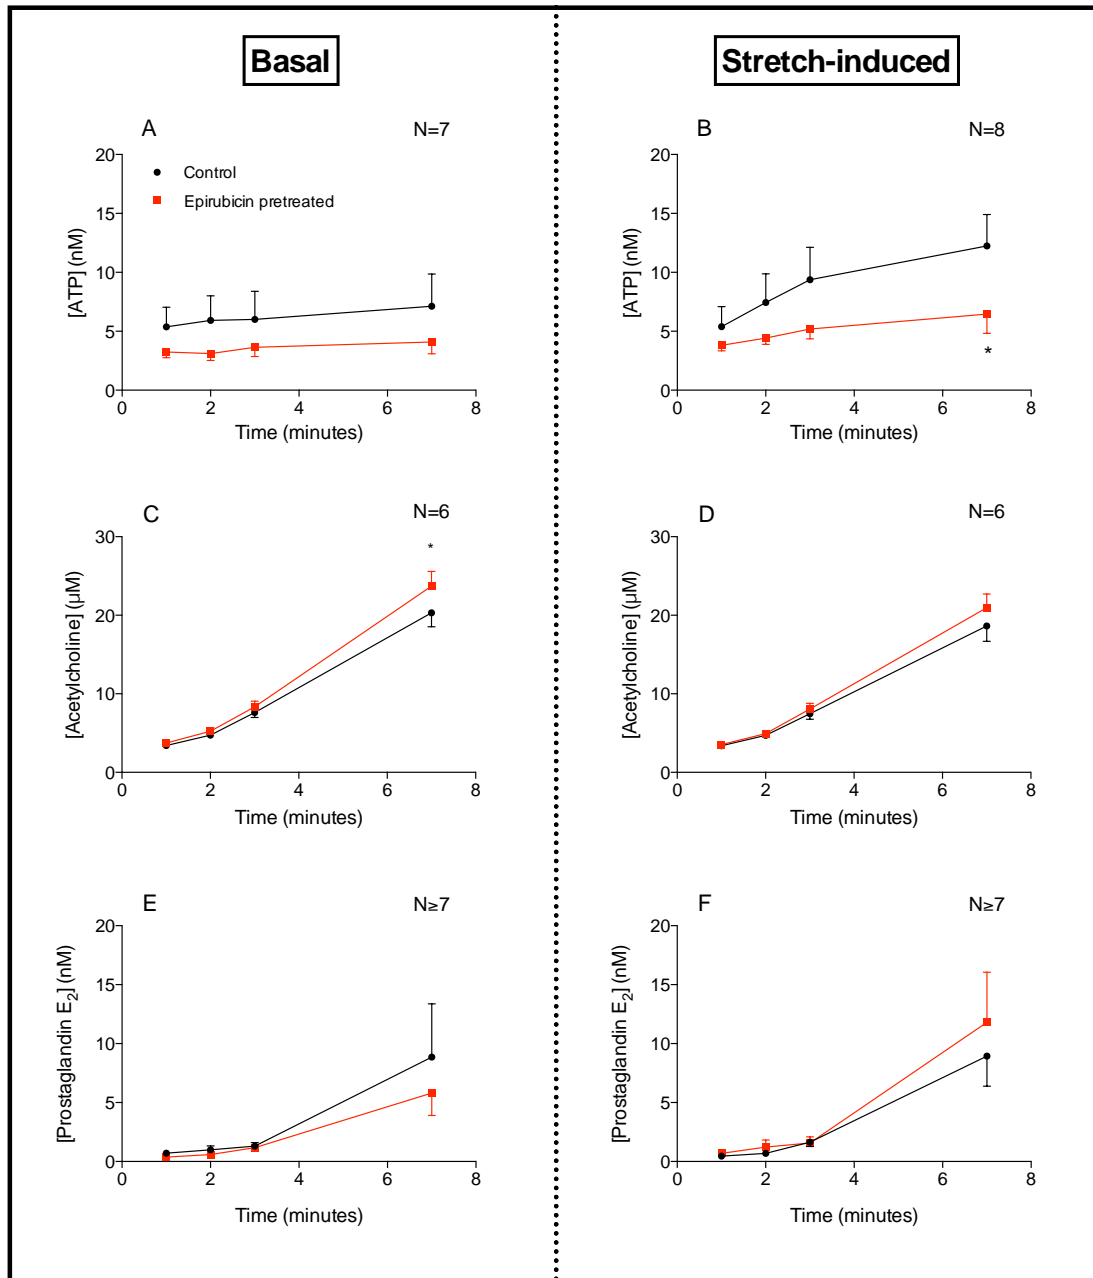 Basal
Stretch-induced
A N=7
20
15
10
5
0
[ATP] (nM)
Control
Epirubicin pretreated
0 2 4 6 8
Time (minutes)
B N=8
20
15
10
5
0
[ATP] (nM)
*
0 2 4 6 8
Time (minutes)
C N=6
30
20
10
0
[Acetylcholine] (µM)
*
0 2 4 6 8
Time (minutes)
D N=6
30
20
10
0
[Acetylcholine] (µM)
0 2 4 6 8
Time (minutes)
E N≥7
20
15
10
5
0
[Prostaglandin E₂] (nM)
0 2 4 6 8
Time (minutes)
F N≥7
20
15
10
5
0
[Prostaglandin E₂] (nM)
0 2 4 6 8
Time (minutes)